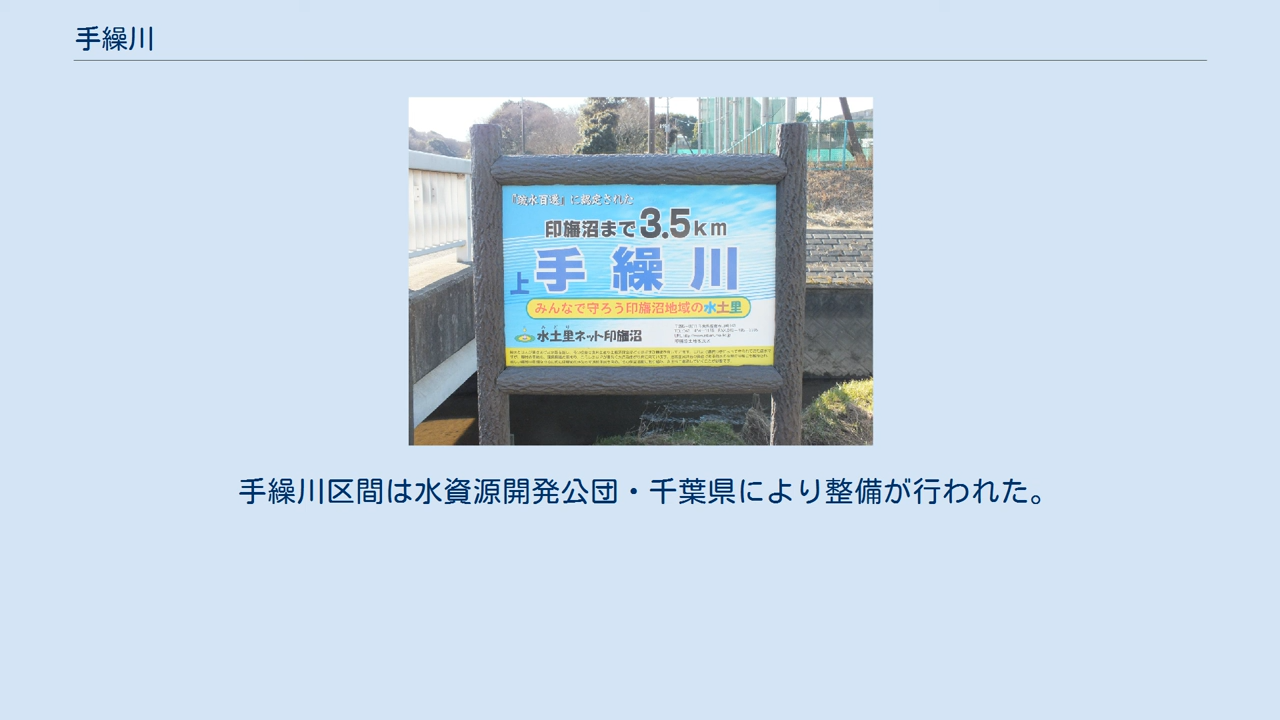 手繰川
『疏水百選』に認定された
印旛沼まで3.5km
上手繰川
みんなで守ろう印旛沼地域の水土里
水土里ネット印旛沼
手繰川区間は水資源開発公団・千葉県により整備が行われた。